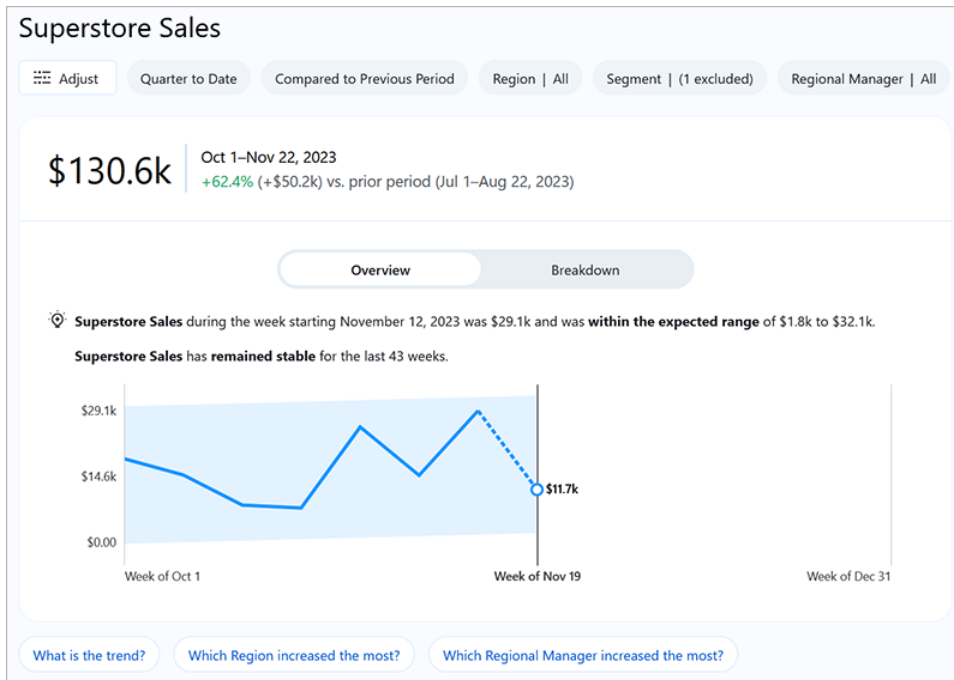 Superstore Sales
Adjust
Quarter to Date
Compared to Previous Period
Region | All
Segment | (1 excluded)
Regional Manager | All
$130.6k
Oct 1–Nov 22, 2023
+62.4% (+$50.2k) vs. prior period (Jul 1–Aug 22, 2023)
Overview
Breakdown
Superstore Sales during the week starting November 12, 2023 was $29.1k and was within the expected range of $1.8k to $32.1k.
Superstore Sales has remained stable for the last 43 weeks.
$29.1k
$14.6k
$11.7k
$0.00
Week of Oct 1
Week of Nov 19
Week of Dec 31
What is the trend?
Which Region increased the most?
Which Regional Manager increased the most?